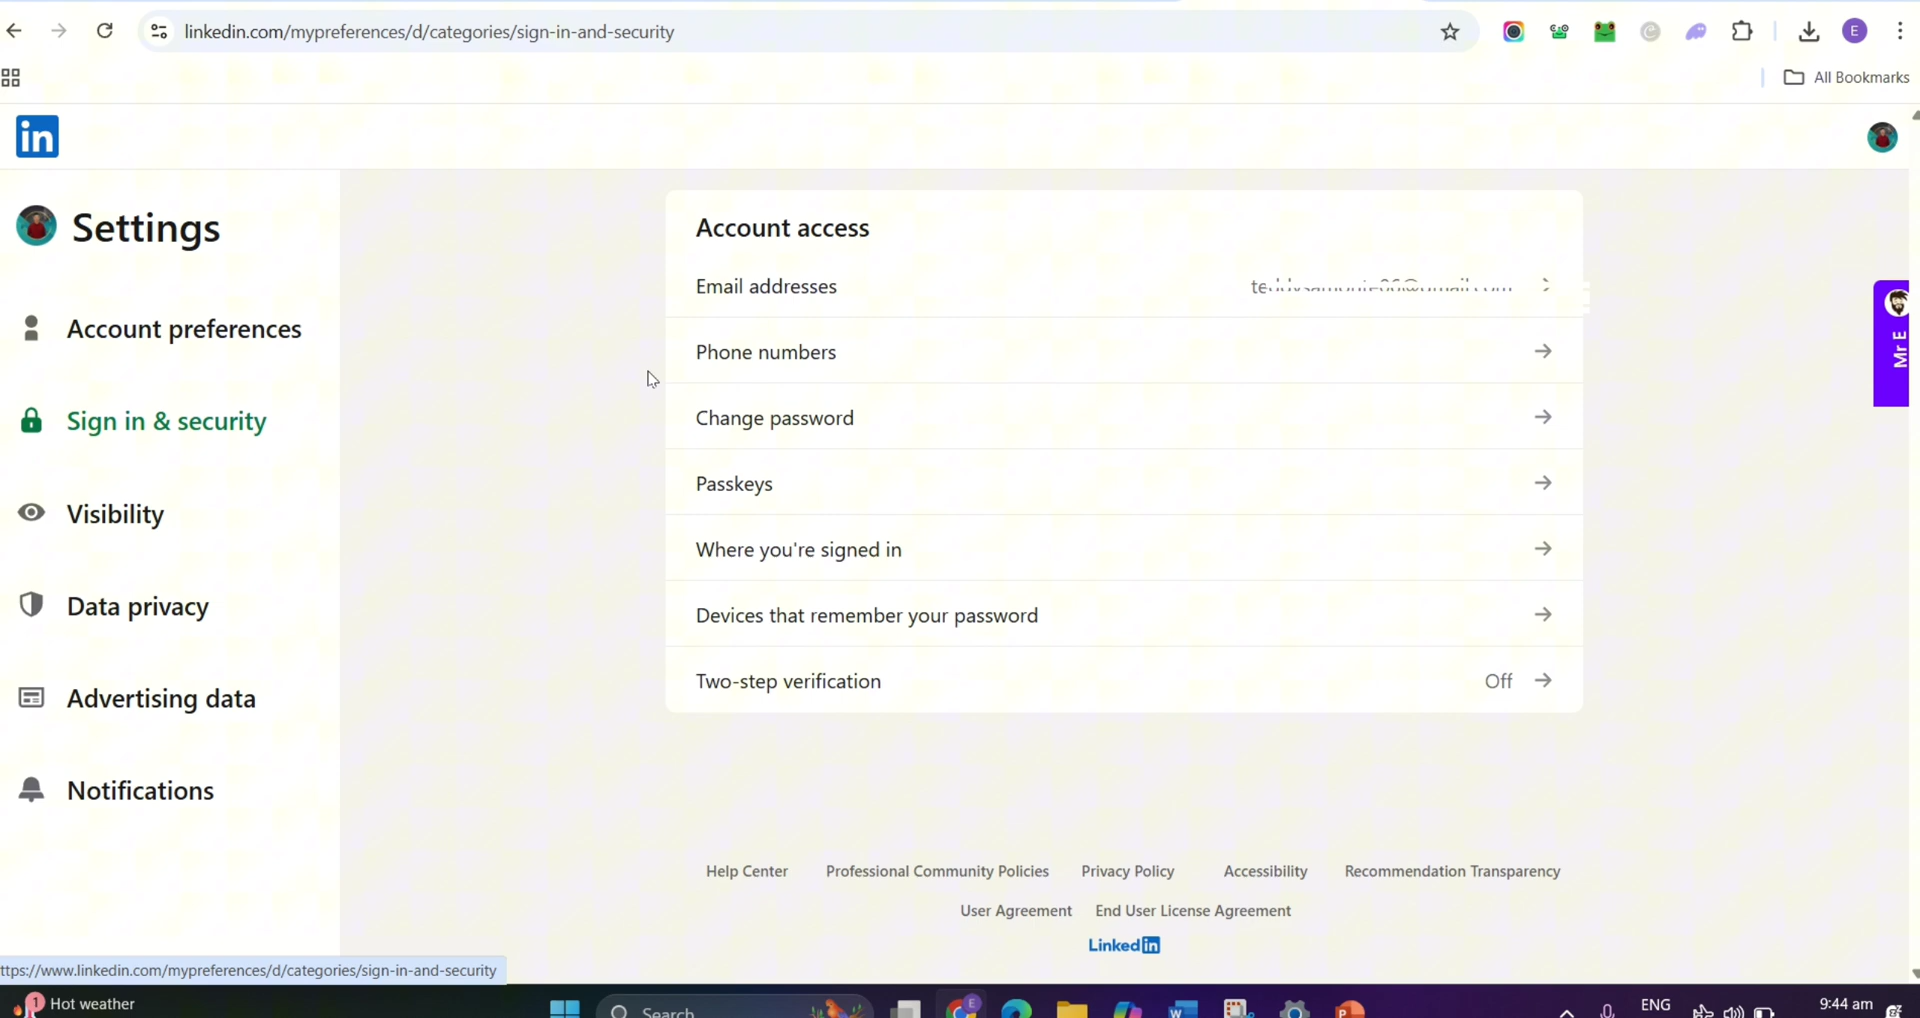 linkedin.com/mypreferences/d/categories/sign-in-and-security
E
All Bookmarks
in
Settings
Account preferences
Sign in & security
Visibility
Data privacy
Advertising data
Notifications
Account access
Email addresses
Phone numbers
Change password
Passkeys
Where you're signed in
Devices that remember your password
Two-step verification Off
Mr E
Help Center Professional Community Policies Privacy Policy Accessibility Recommendation Transparency
User Agreement End User License Agreement
Linkedin
ttps://www.linkedin.com/mypreferences/d/categories/sign-in-and-security
1 Hot weather
Search
E
W
P
ENG
9:44 am